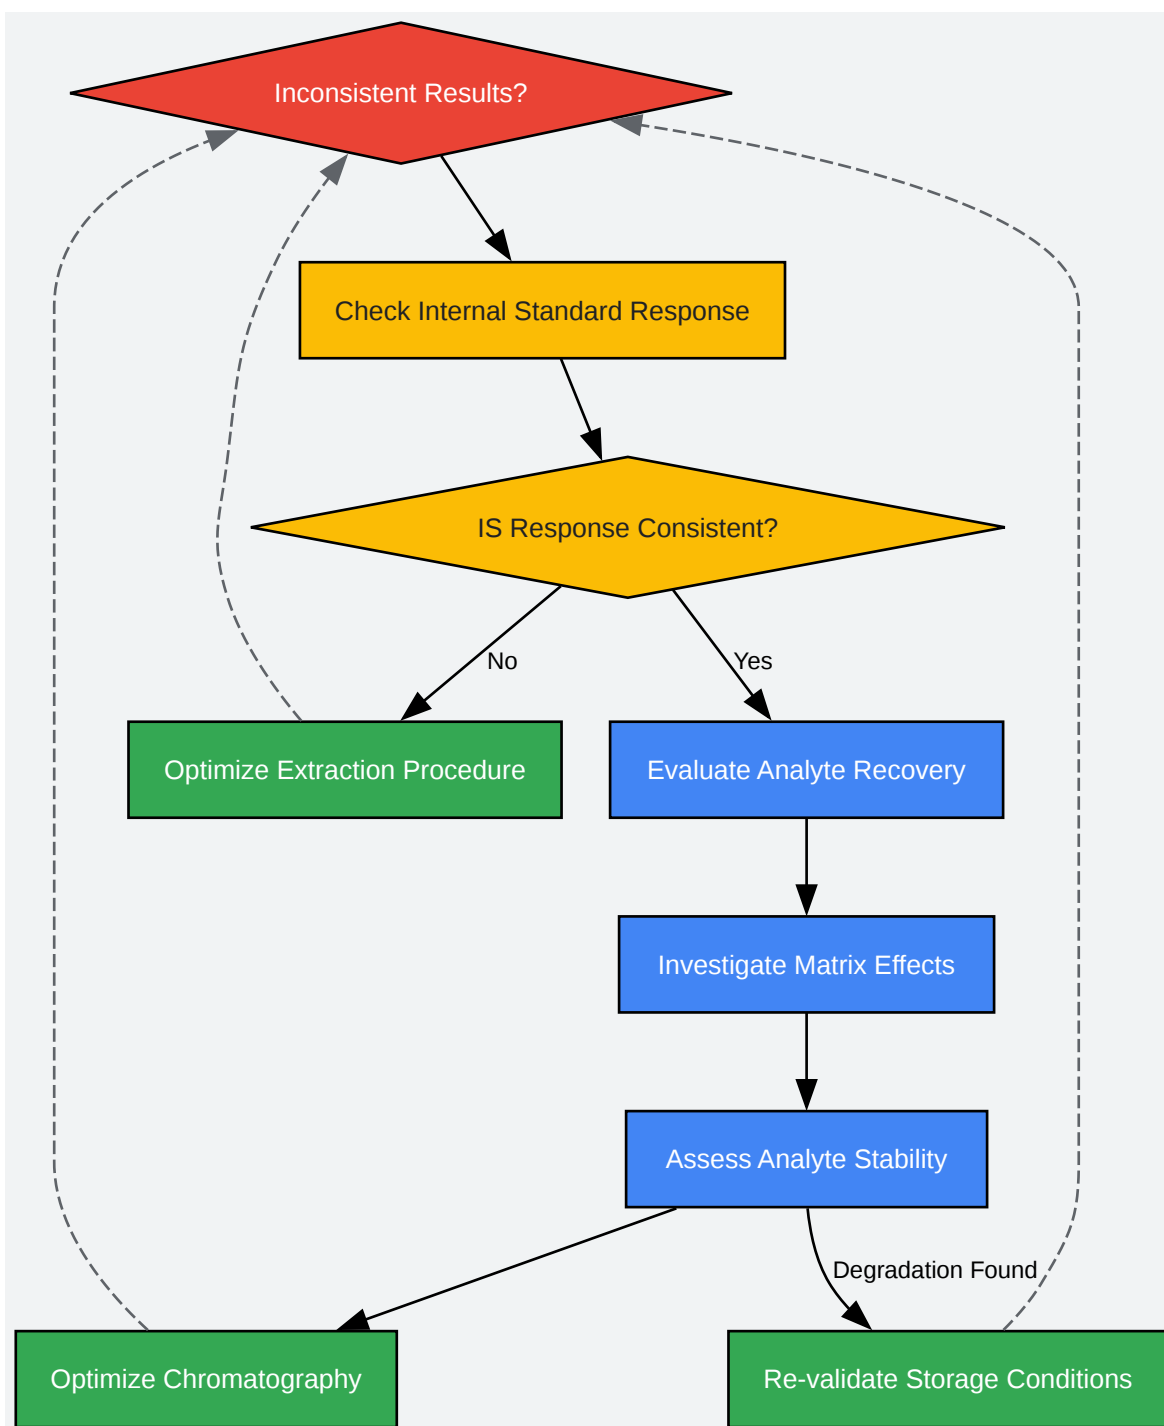 Inconsistent Results?
Check Internal Standard Response
IS Response Consistent?
No
Yes
Optimize Extraction Procedure
Evaluate Analyte Recovery
Investigate Matrix Effects
Assess Analyte Stability
Degradation Found
Optimize Chromatography
Re-validate Storage Conditions